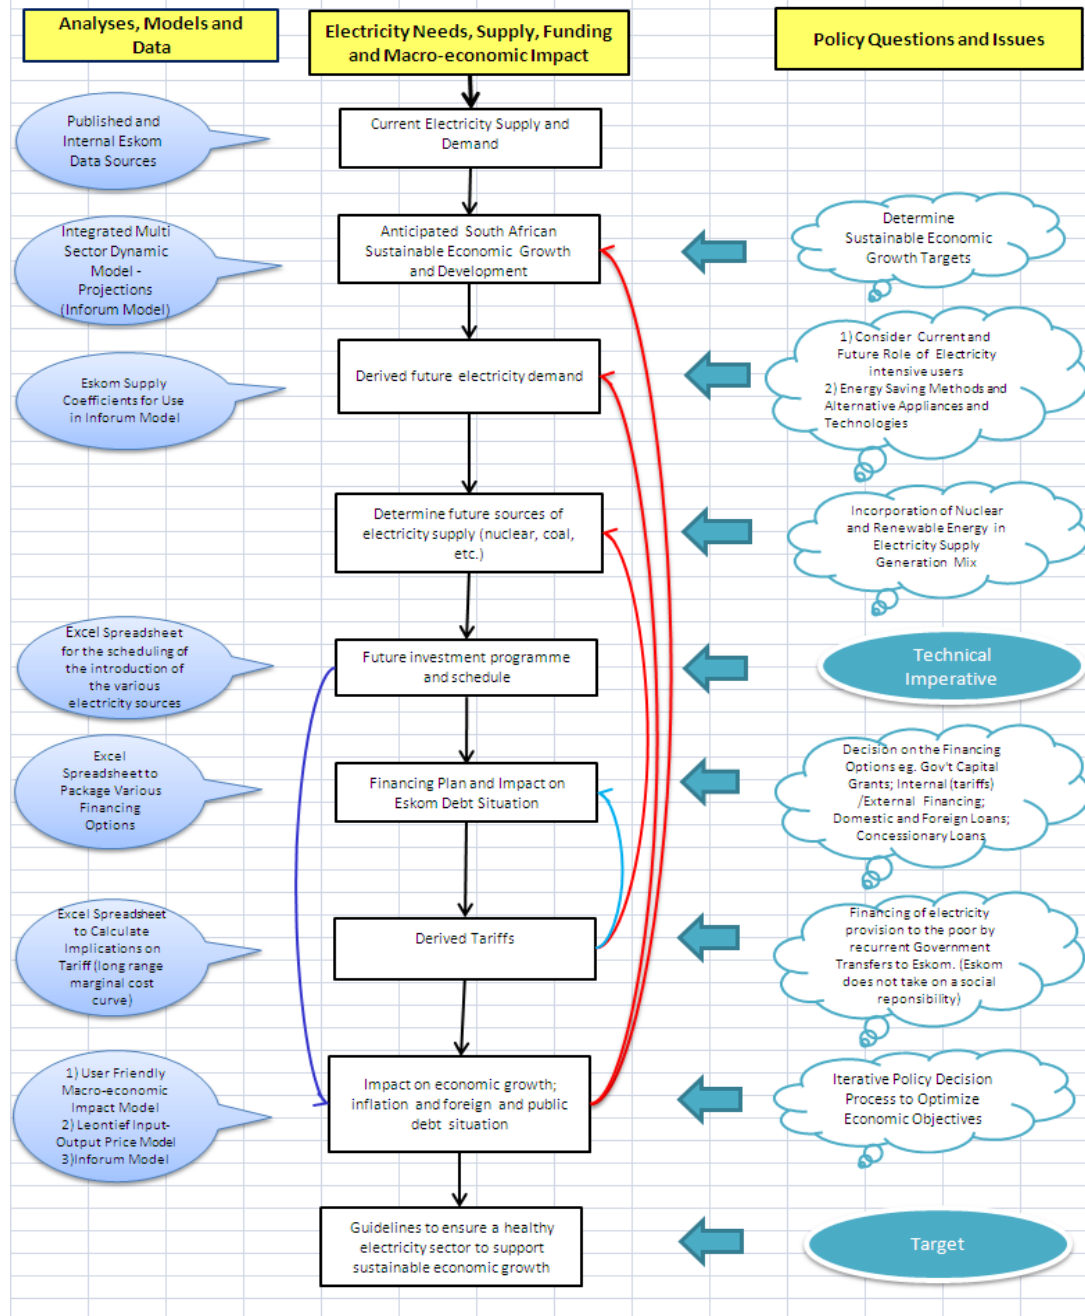 Analyses, Models and
Data
Electricity Needs, Supply, Funding
and Macro-economic Impact
Policy Questions and Issues
Published and
Internal Eskom
Data Sources
Current Electricity Supply and
Demand
Integrated Multi
Sector Dynamic
Model -
Projections
(Inforum Model)
Anticipated South African
Sustainable Economic Growth
and Development
Determine
Sustainable Economic
Growth Targets
Eskom Supply
Coefficients for Use
in Inforum Model
Derived future electricity demand
1) Consider Current and
Future Role of Electricity
intensive users
2) Energy Saving Methods and
Alternative Appliances and
Technologies
Determine future sources of
electricity supply (nuclear, coal,
etc.)
Incorporation of Nuclear
and Renewable Energy in
Electricity Supply
Generation Mix
Excel Spreadsheet
for the scheduling of
the introduction of
the various
electricity sources
Future investment programme
and schedule
Technical
Imperative
Excel
Spreadsheet to
Package Various
Financing
Options
Financing Plan and Impact on
Eskom Debt Situation
Decision on the Financing
Options eg. Gov't Capital
Grants; Internal (tariffs)
/External Financing;
Domestic and Foreign Loans;
Concessionary Loans
Excel Spreadsheet
to Calculate
Implications on
Tariff (long range
marginal cost
curve)
Derived Tariffs
Financing of electricity
provision to the poor by
recurrent Government
Transfers to Eskom. (Eskom
does not take on a social
reponsibility)
1) User Friendly
Macro-economic
Impact Model
2) Leontief Input-
Output Price Model
3)Inforum Model
Impact on economic growth;
inflation and foreign and public
debt situation
Iterative Policy Decision
Process to Optimize
Economic Objectives
Guidelines to ensure a healthy
electricity sector to support
sustainable economic growth
Target